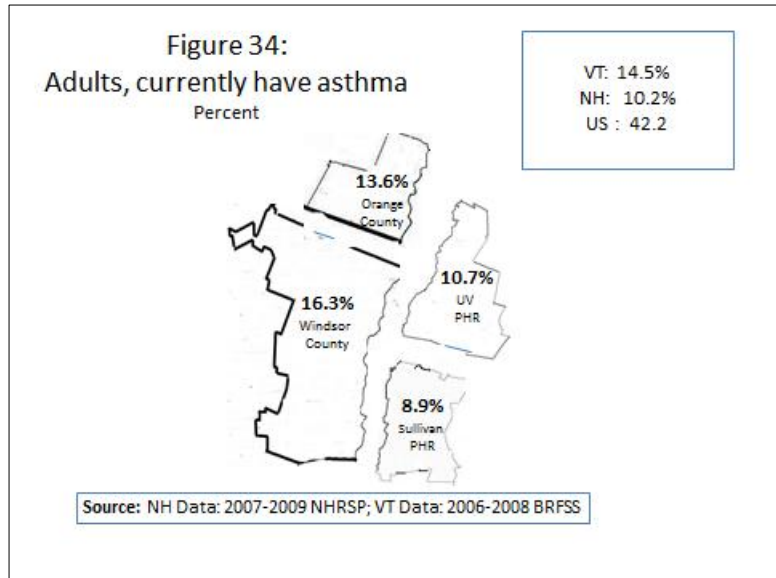 Figure 34:
Adults, currently have asthma
Percent
VT: 14.5%
NH: 10.2%
US : 42.2
13.6%
Orange
County
10.7%
UV
PHR
16.3%
Windsor
County
8.9%
Sullivan
PHR
Source: NH Data: 2007-2009 NHRSP; VT Data: 2006-2008 BRFSS